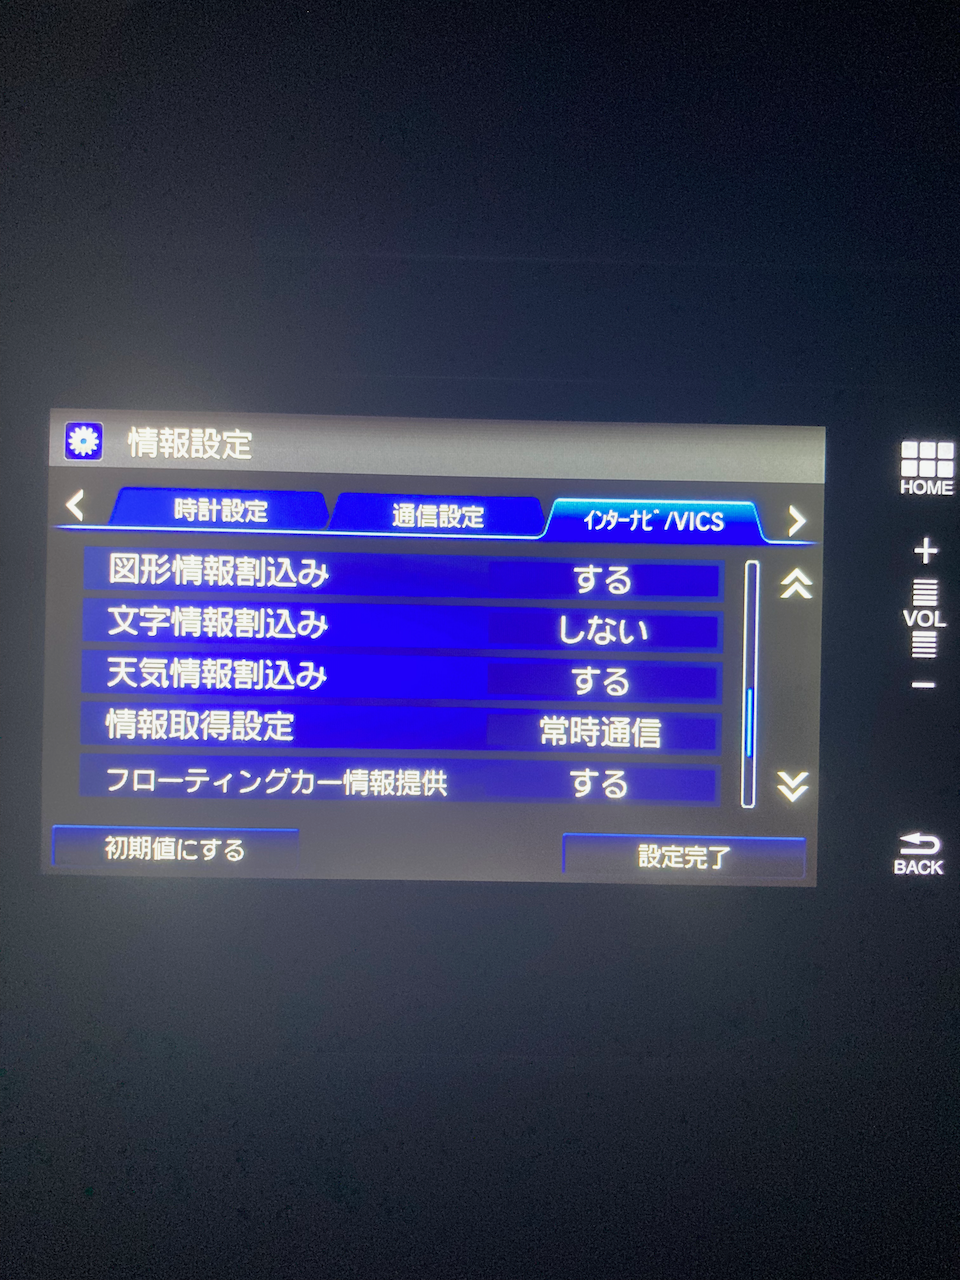 情報設定
時計設定 通信設定 ｲﾝﾀｰﾅﾋﾞ/VICS
図形情報割込み する
文字情報割込み しない
天気情報割込み する
情報取得設定 常時通信
フローティングカー情報提供 する
初期値にする 設定完了
HOME
+
VOL
−
BACK